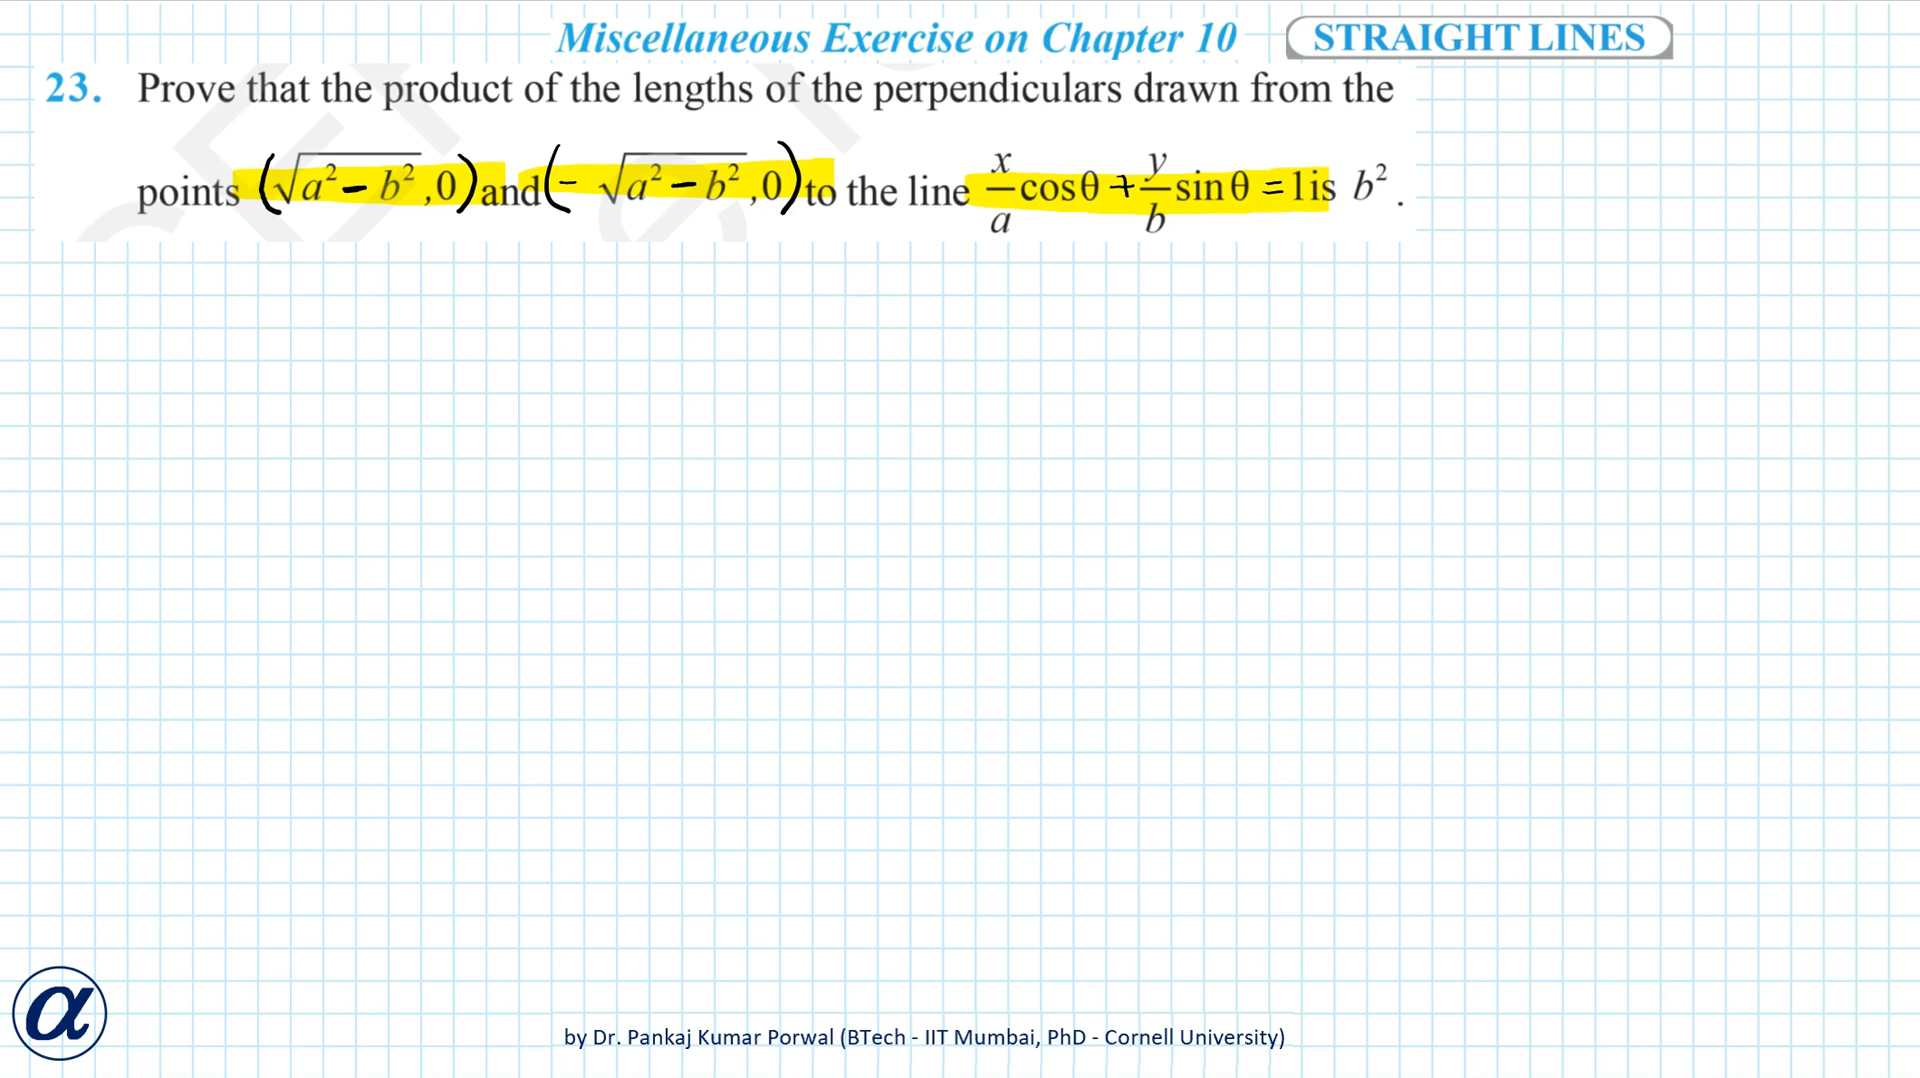 Miscellaneous Exercise on Chapter 10 STRAIGHT LINES
23. Prove that the product of the lengths of the perpendiculars drawn from the
points (√a² − b² ,0) and (− √a² − b² ,0) to the line x/a cosθ + y/b sinθ = 1 is b² .
α
by Dr. Pankaj Kumar Porwal (BTech - IIT Mumbai, PhD - Cornell University)